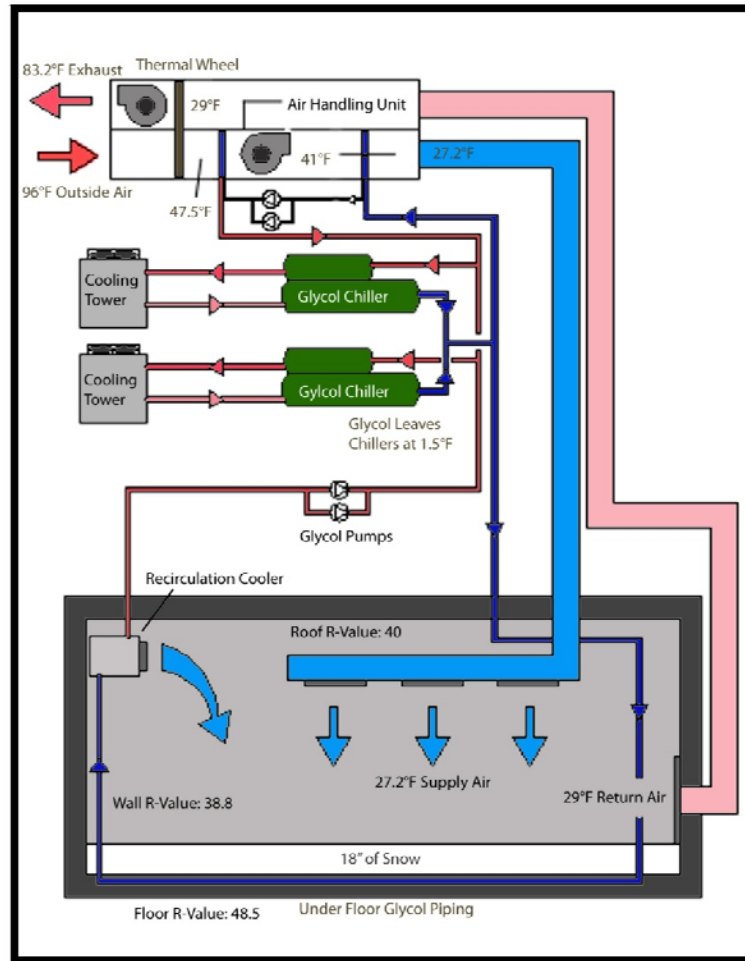 Thermal Wheel
83.2°F Exhaust
29°F
Air Handling Unit
41°F
27.2°F
96°F Outside Air
47.5°F
Cooling
Tower
Glycol Chiller
Cooling
Tower
Gylcol Chiller
Glycol Leaves
Chillers at 1.5°F
Glycol Pumps
Recirculation Cooler
Roof R-Value: 40
27.2°F Supply Air
29°F Return Air
Wall R-Value: 38.8
18" of Snow
Floor R-Value: 48.5
Under Floor Glycol Piping